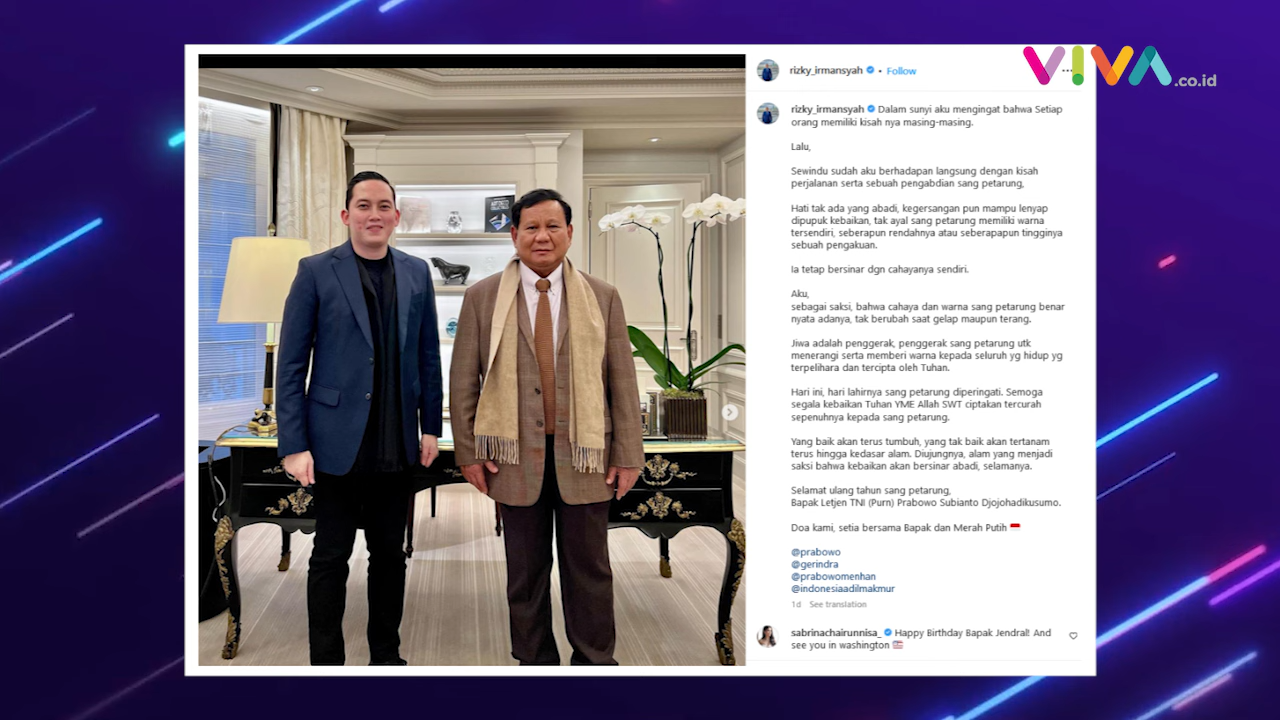 VIVA.co.id
rizky_irmansyah • Follow
rizky_irmansyah Dalam sunyi aku mengingat bahwa Setiap
orang memiliki kisah nya masing-masing.
Lalu,
Sewindu sudah aku berhadapan langsung dengan kisah
perjalanan serta sebuah pengabdian sang petarung,
Hati tak ada yang abadi, kegersangan pun mampu lenyap
dipupuk kebaikan, tak ayal sang petarung memiliki warna
tersendiri, seberapun rendahnya atau seberapapun tingginya
sebuah pengakuan.
Ia tetap bersinar dgn cahayanya sendiri.
Aku,
sebagai saksi, bahwa cahaya dan warna sang petarung benar
nyata adanya, tak berubah saat gelap maupun terang.
Jiwa adalah penggerak, penggerak sang petarung utk
menerangi serta memberi warna kepada seluruh yg hidup yg
terpelihara dan tercipta oleh Tuhan.
Hari ini, hari lahirnya sang petarung diperingati. Semoga
segala kebaikan Tuhan YME Allah SWT ciptakan tercurah
sepenuhnya kepada sang petarung.
Yang baik akan terus tumbuh, yang tak baik akan tertanam
terus hingga kedasar alam. Diujungnya, alam yang menjadi
saksi bahwa kebaikan akan bersinar abadi, selamanya.
Selamat ulang tahun sang petarung,
Bapak Letjen TNI (Purn) Prabowo Subianto Djojohadikusumo.
Doa kami, setia bersama Bapak dan Merah Putih
@prabowo
@gerindra
@prabowomenhan
@indonesiaadilmakmur
1d See translation
sabrinachairunnisa_ Happy Birthday Bapak Jendral! And
see you in washington